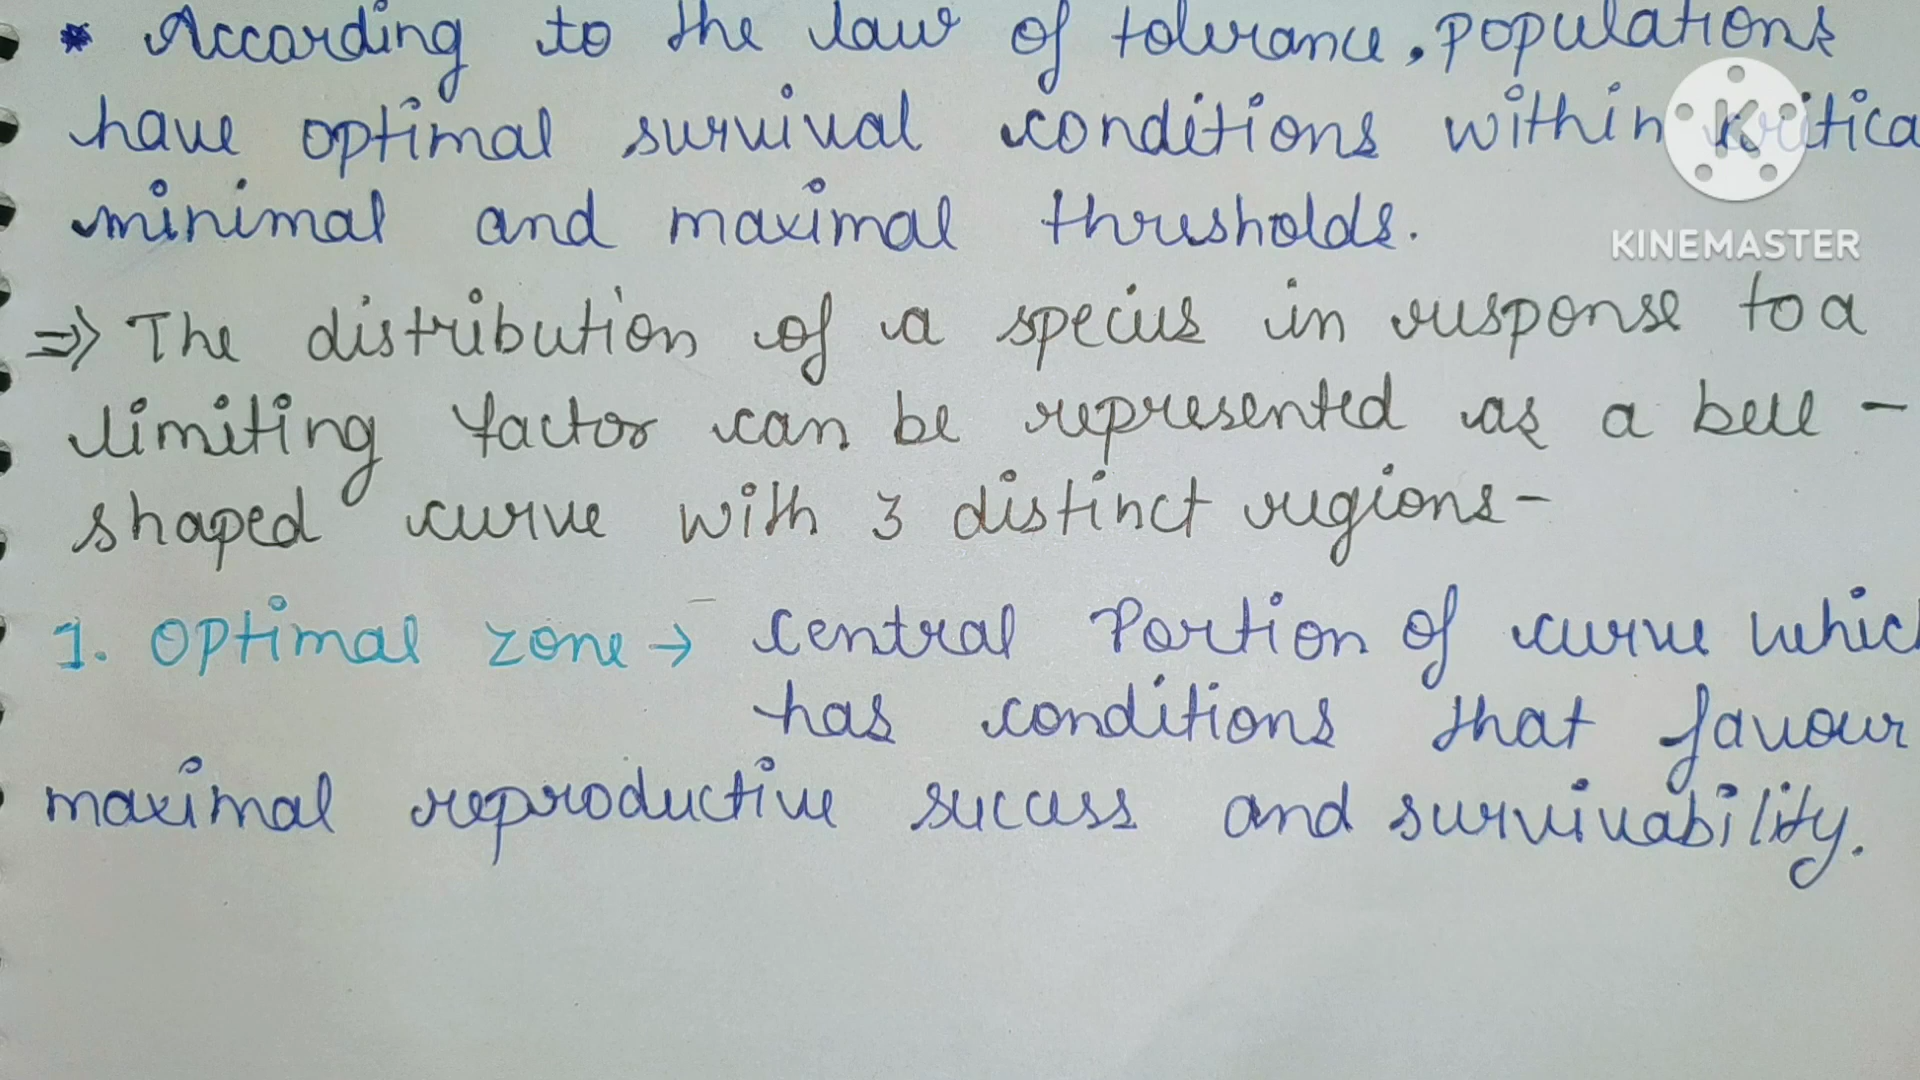 * According to the law of tolerance, populations
have optimal survival conditions within critica
minimal and maximal thresholds.
KINEMASTER
⇒ The distribution of a species in response to a
limiting factor can be represented as a bell -
shaped curve with 3 distinct regions-
1. Optimal zone → Central Portion of curve which
has conditions that favour
maximal reproductive success and survivability.